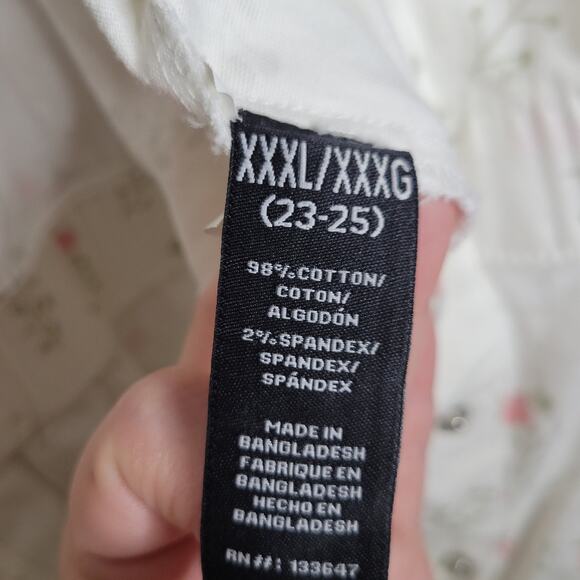 XXXL/XXXG
(23-25)
98% COTTON/
COTON/
ALGODÓN
2% SPANDEX/
SPANDEX/
SPÁNDEX
MADE IN
BANGLADESH
FABRIQUE EN
BANGLADESH
HECHO EN
BANGLADESH
RN#: 133647